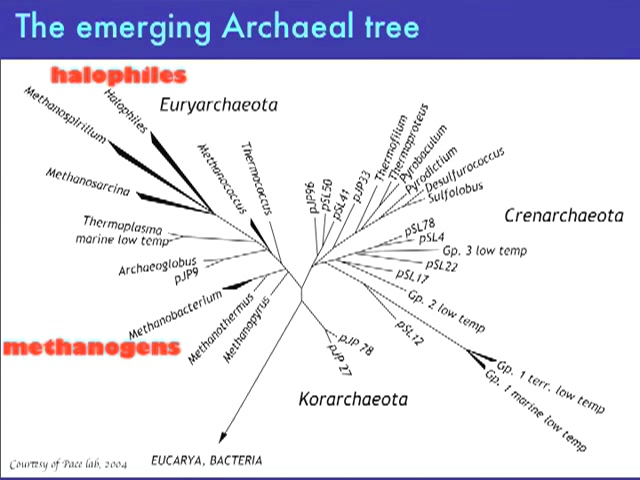 The emerging Archaeal tree
halophiles
Euryarchaeota
Halophiles
Methanospirillum
Methanosarcina
Methanococcus
Thermococcus
Thermoplasma
marine low temp
Archaeoglobus
pJP9
Methanobacterium
Methanothermus
Methanopyrus
methanogens
pJP96
pSL50
pSL41
pJP33
Thermofilum
Thermoproteus
Pyrobaculum
Pyrodictium
Desulfurococcus
Sulfolobus
Crenarchaeota
pSL78
pSL4
Gp. 3 low temp
pSL22
pSL17
Gp. 2 low temp
pSL12
Gp. 1 terr. low temp
Gp. 1 marine low temp
pJP 78
pJP 27
Korarchaeota
EUCARYA, BACTERIA
Courtesy of Pace lab, 2004